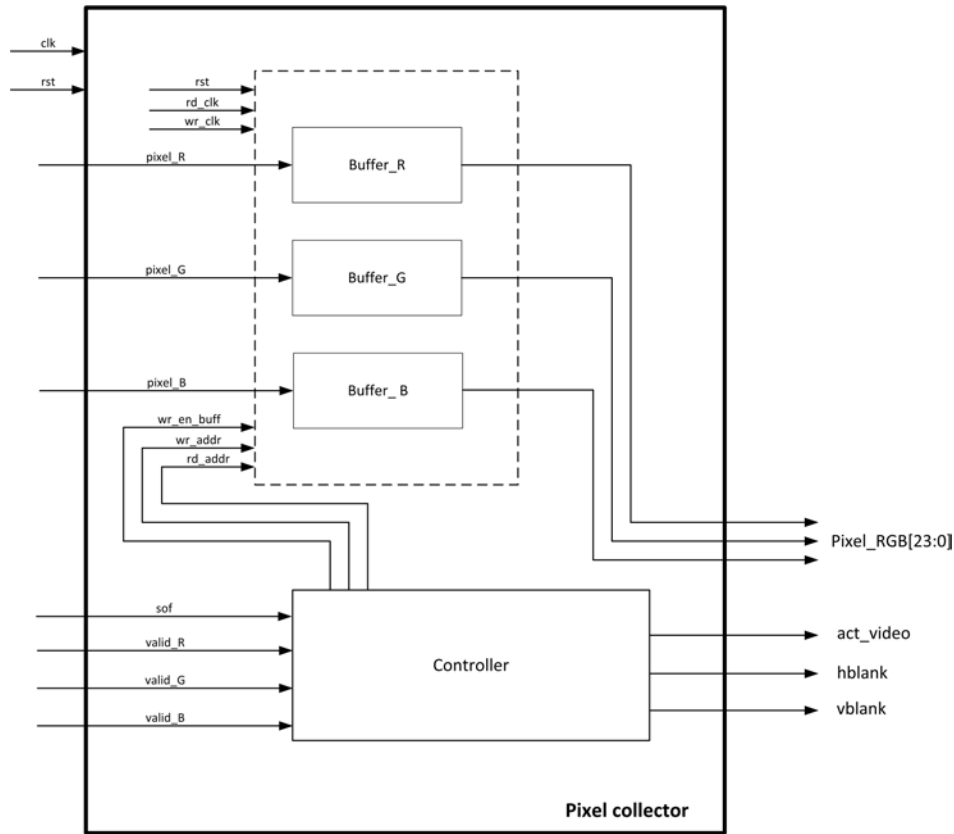 clk
rst
rst
rd_clk
wr_clk
pixel_R
Buffer_R
pixel_G
Buffer_G
pixel_B
Buffer_ B
wr_en_buff
wr_addr
rd_addr
Pixel_RGB[23:0]
sof
valid_R
valid_G
valid_B
Controller
act_video
hblank
vblank
Pixel collector